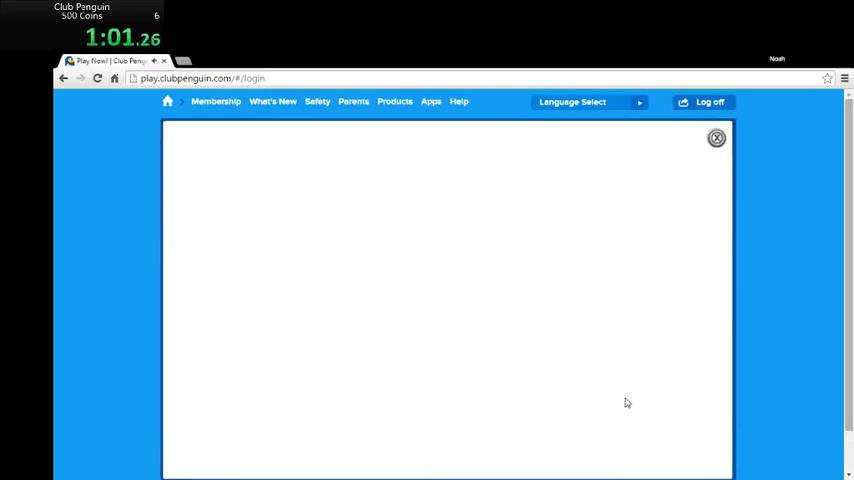 Club Penguin
500 Coins 6
1:01.26
Play Now! | Club Peng
Noah
play.clubpenguin.com/#/login
Membership What's New Safety Parents Products Apps Help Language Select Log off